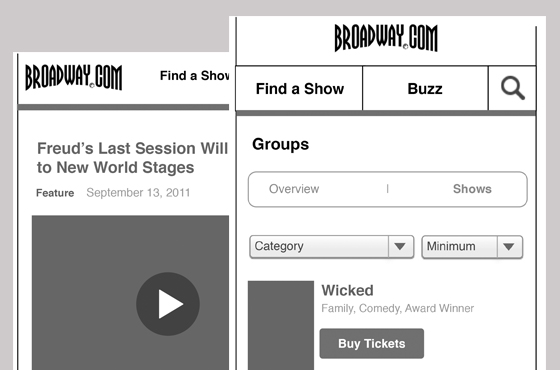 BROADWAY.COM
Find a Show
Freud's Last Session Will
to New World Stages
Feature September 13, 2011
BROADWAY.COM
Find a Show
Buzz
Groups
Overview | Shows
Category
Minimum
Wicked
Family, Comedy, Award Winner
Buy Tickets